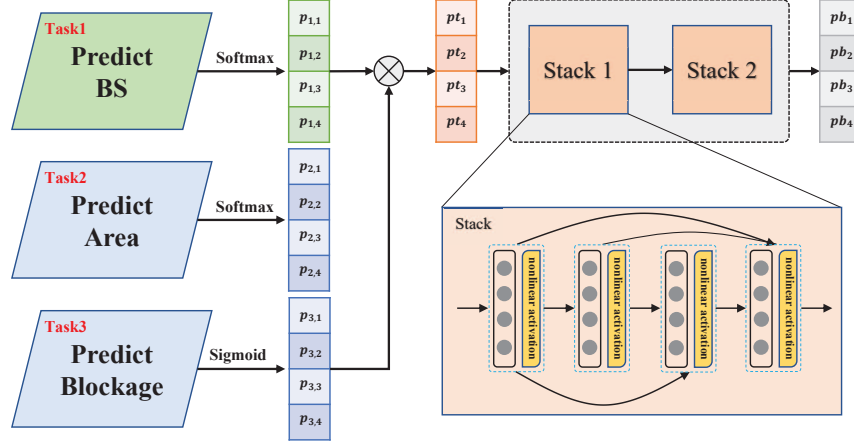 Task1
Predict
BS
Softmax
p1,1
p1,2
p1,3
p1,4
pt1
pt2
pt3
pt4
Stack 1
Stack 2
pb1
pb2
pb3
pb4
Task2
Predict
Area
Softmax
p2,1
p2,2
p2,3
p2,4
Task3
Predict
Blockage
Sigmoid
p3,1
p3,2
p3,3
p3,4
Stack
nonlinear activation
nonlinear activation
nonlinear activation
nonlinear activation